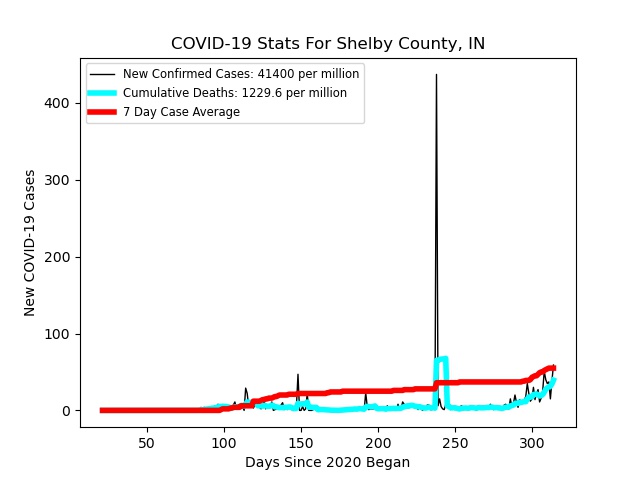 COVID-19 Stats For Shelby County, IN
New Confirmed Cases: 41400 per million
Cumulative Deaths: 1229.6 per million
7 Day Case Average
New COVID-19 Cases
400
300
200
100
0
50 100 150 200 250 300
Days Since 2020 Began